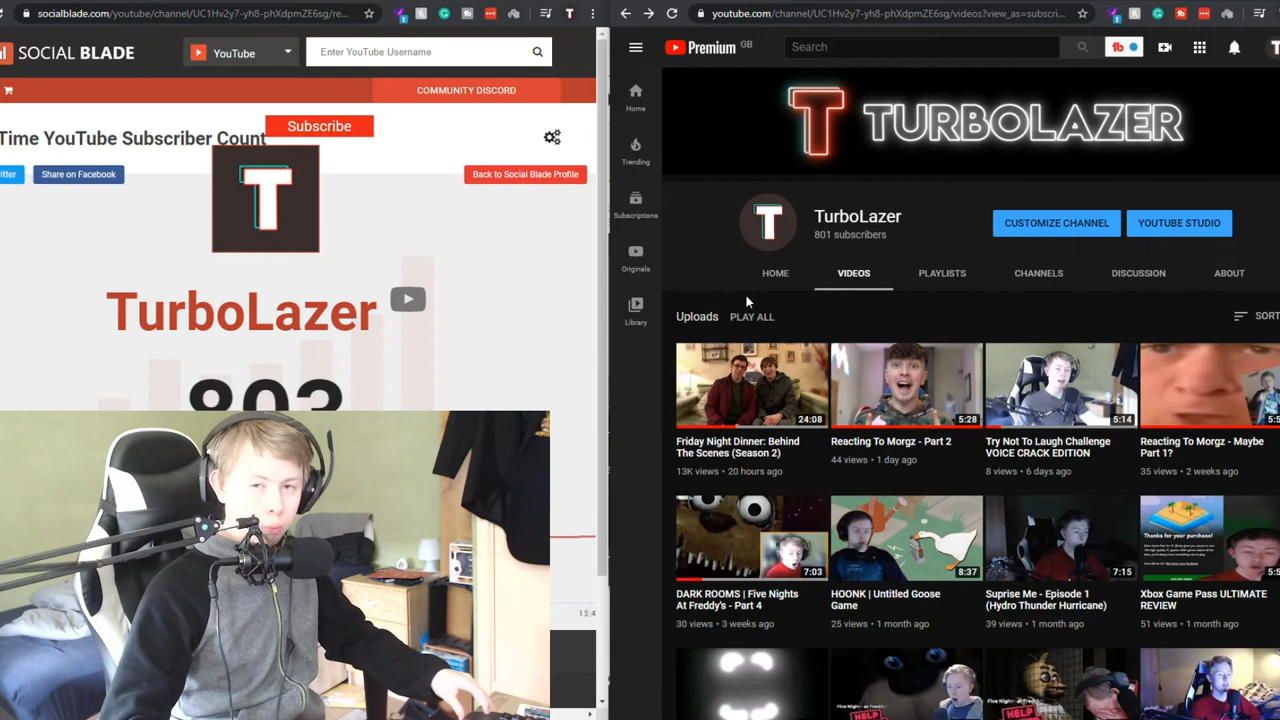 socialblade.com/youtube/channel/UC1Hv2y7-yh8-phXdpmZE6sg/re...
SOCIAL BLADE
YouTube
Enter YouTube Username
COMMUNITY DISCORD
Time YouTube Subscriber Count
Subscribe
itter
Share on Facebook
Back to Social Blade Profile
T
TurboLazer
803
13:4
youtube.com/channel/UC1Hv2y7-yh8-phXdpmZE6sg/videos?view_as=subscri...
Premium GB
Search
Home
Trending
Subscriptions
Originals
Library
T TURBOLAZER
T
TurboLazer
801 subscribers
CUSTOMIZE CHANNEL
YOUTUBE STUDIO
HOME
VIDEOS
PLAYLISTS
CHANNELS
DISCUSSION
ABOUT
Uploads
PLAY ALL
SORT
24:08
Friday Night Dinner: Behind
The Scenes (Season 2)
13K views • 20 hours ago
5:28
Reacting To Morgz - Part 2
44 views • 1 day ago
5:14
Try Not To Laugh Challenge
VOICE CRACK EDITION
8 views • 6 days ago
Reacting To Morgz - Maybe
Part 1?
35 views • 2 weeks ago
7:03
DARK ROOMS | Five Nights
At Freddy's - Part 4
30 views • 3 weeks ago
8:37
HOONK | Untitled Goose
Game
25 views • 1 month ago
7:15
Suprise Me - Episode 1
(Hydro Thunder Hurricane)
39 views • 1 month ago
Thanks for your purchase!
Xbox Game Pass ULTIMATE
REVIEW
51 views • 1 month ago
HELP
HELP